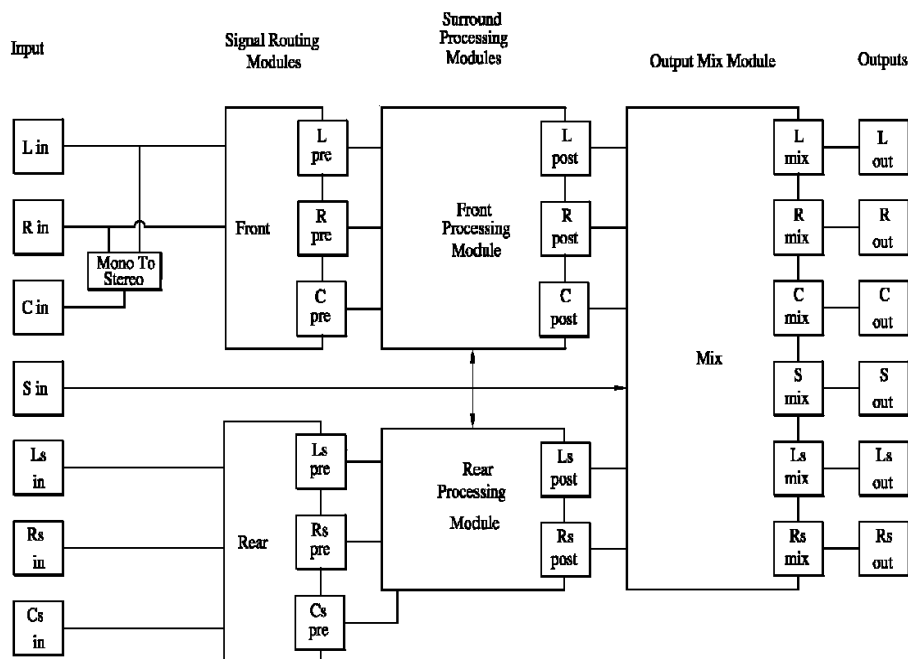 Input
Signal Routing
Modules
Surround
Processing
Modules
Output Mix Module
Outputs
L in
R in
C in
S in
Ls
in
Rs
in
Cs
in
Mono To
Stereo
Front
L
pre
R
pre
C
pre
Rear
Ls
pre
Rs
pre
Cs
pre
Front
Processing
Module
L
post
R
post
C
post
Rear
Processing
Module
Ls
post
Rs
post
Mix
L
mix
R
mix
C
mix
S
mix
Ls
mix
Rs
mix
L
out
R
out
C
out
S
out
Ls
out
Rs
out